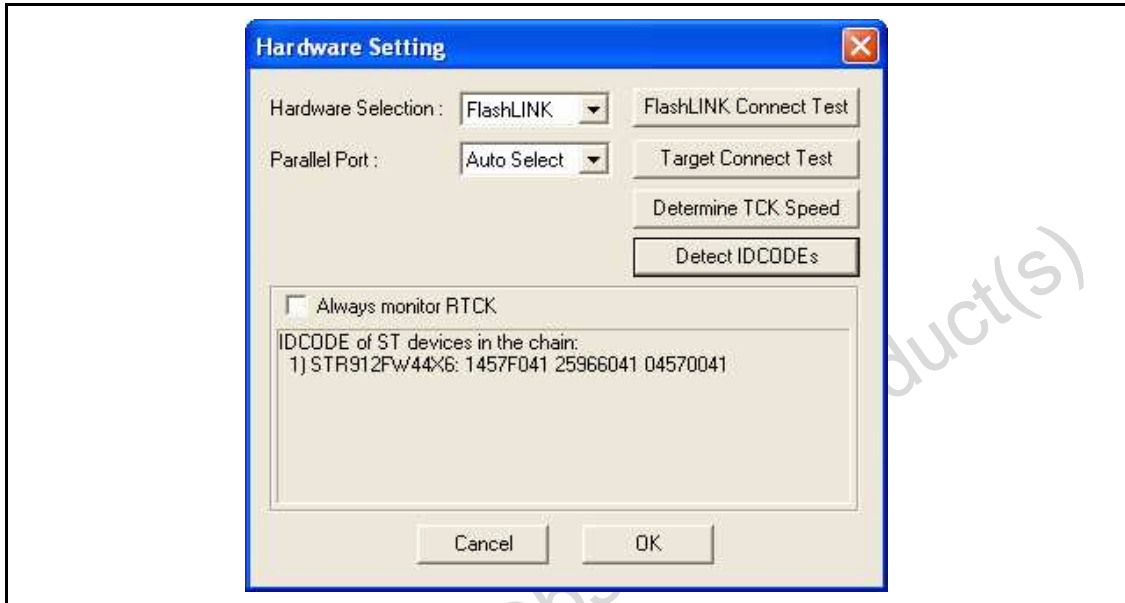 Hardware Setting
Hardware Selection : FlashLINK FlashLINK Connect Test
Parallel Port : Auto Select Target Connect Test
Determine TCK Speed
Detect IDCODEs
Always monitor RTCK
IDCODE of ST devices in the chain:
1) STR912FW44X6: 1457F041 25966041 04570041
Cancel OK